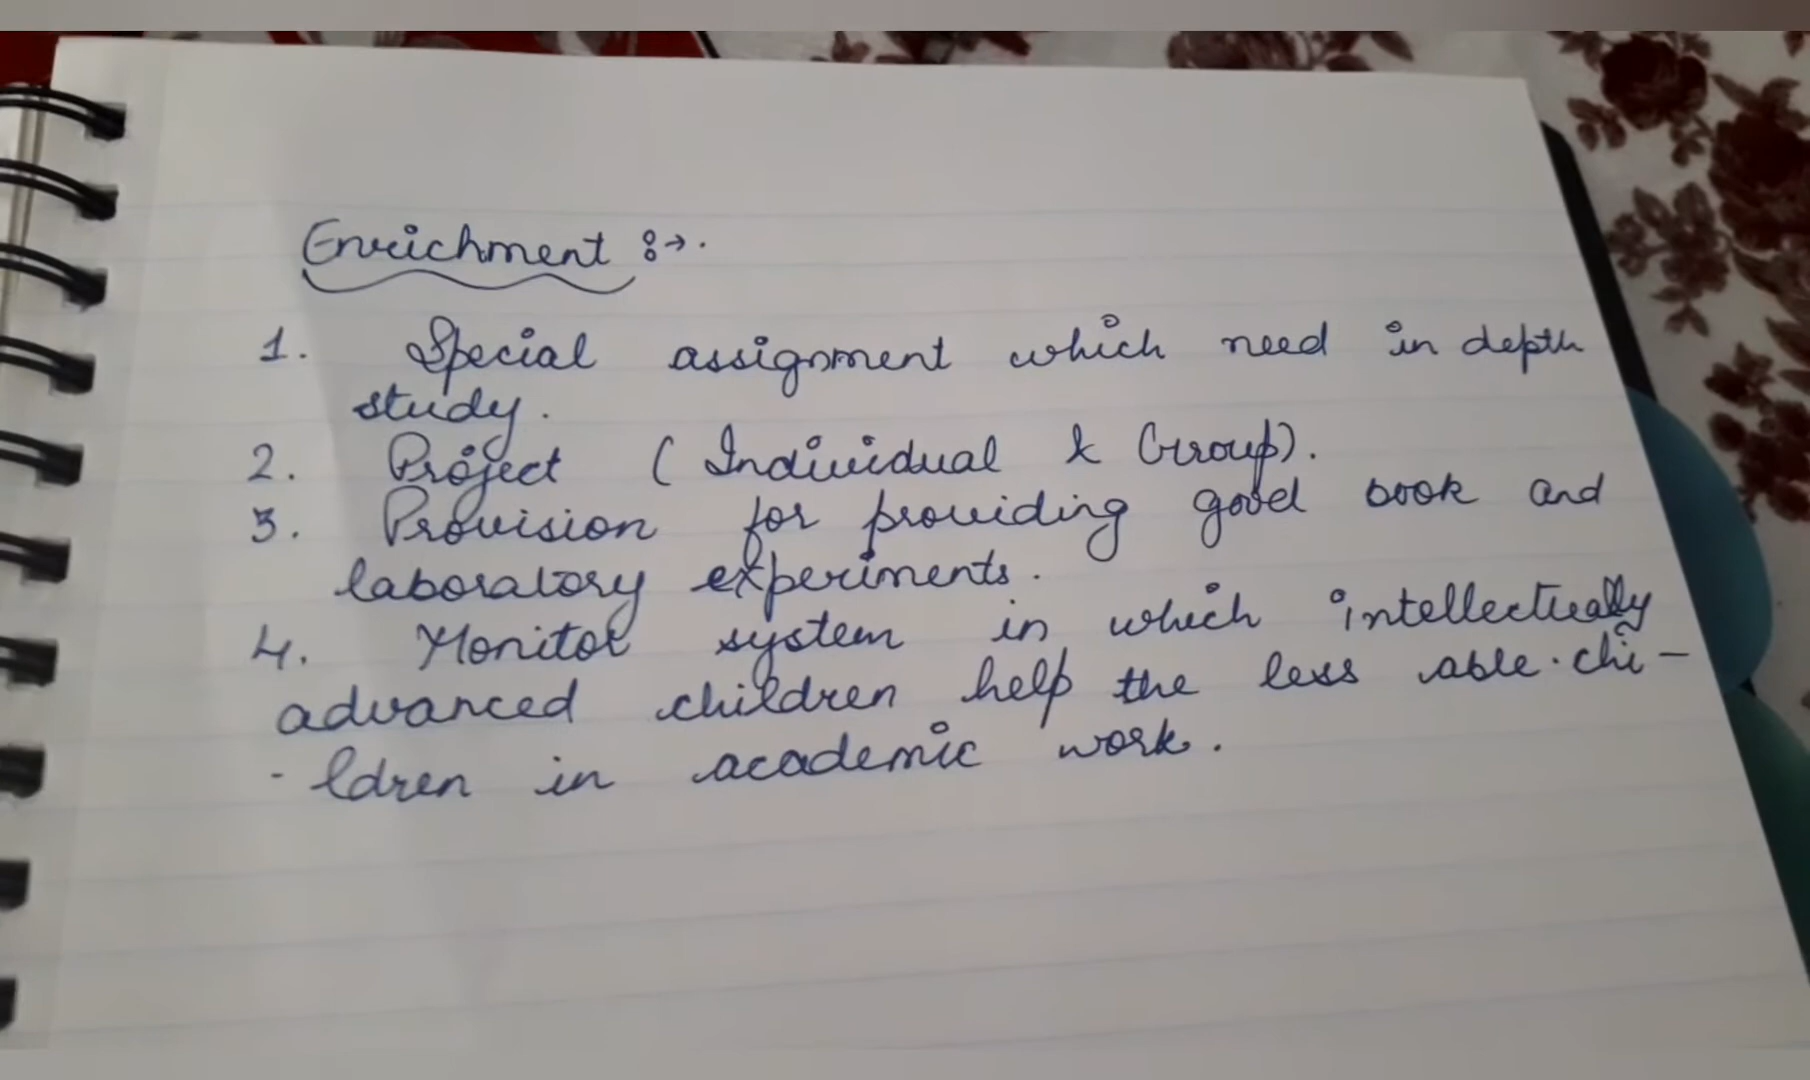 Enrichment :→.
1. Special assignment which need in depth
study.
2. Project ( Individual & Group).
3. Provision for providing good book and
laboratory experiments.
4. Monitor system in which intellectually
advanced children help the less able chi-
- ldren in academic work.